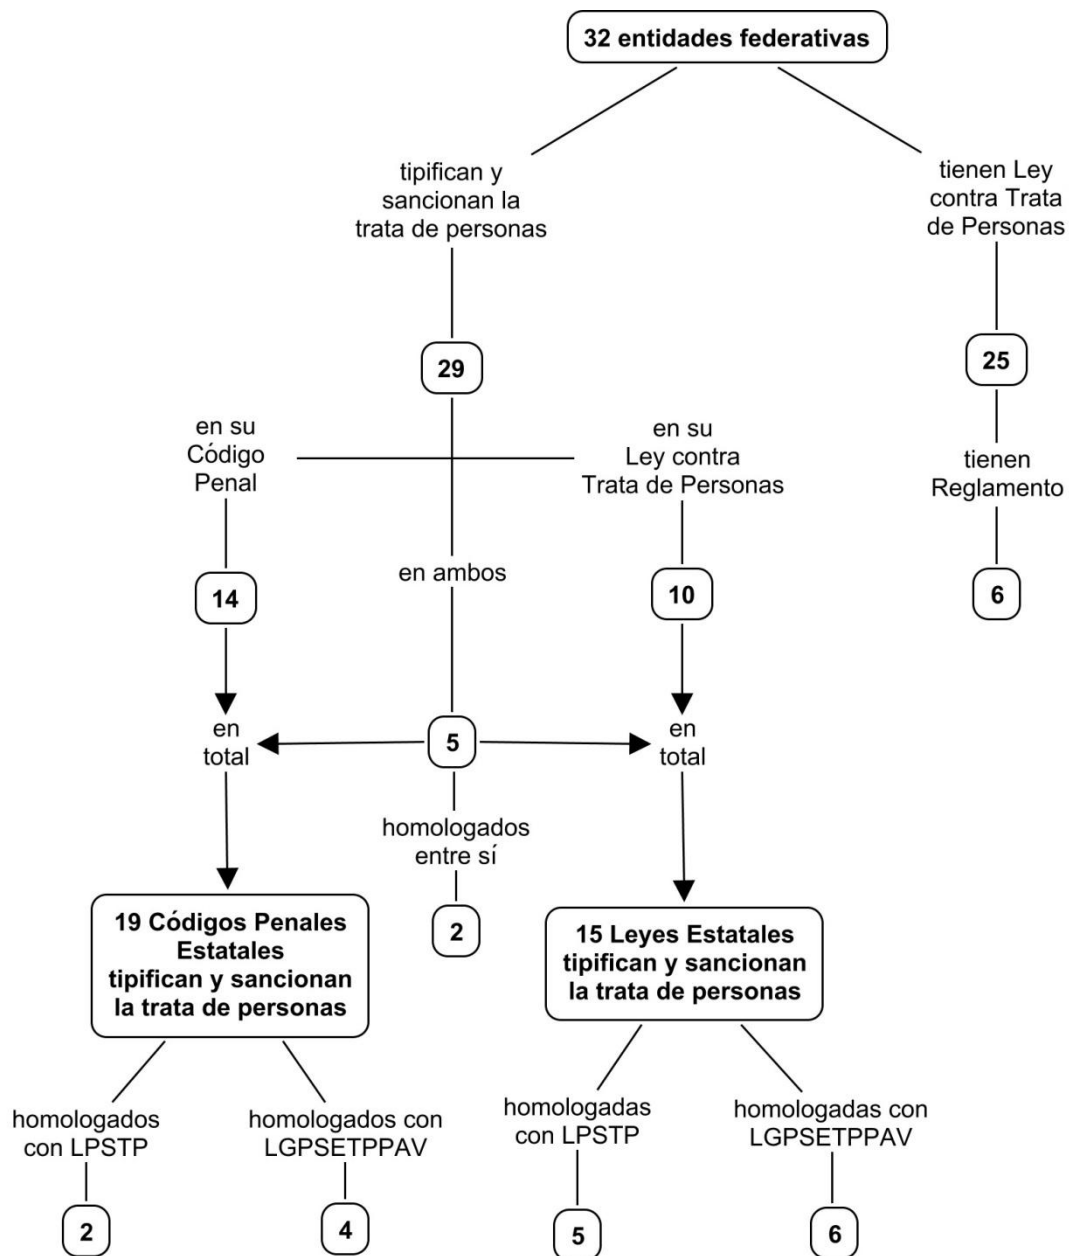 32 entidades federativas
tipifican y
sancionan la
trata de personas
tienen Ley
contra Trata
de Personas
29
25
en su
Código
Penal
en su
Ley contra
Trata de Personas
tienen
Reglamento
en ambos
14
10
6
en
total
5
en
total
homologados
entre sí
2
19 Códigos Penales
Estatales
tipifican y sancionan
la trata de personas
15 Leyes Estatales
tipifican y sancionan
la trata de personas
homologados
con LPSTP
homologados con
LGPSETPPAV
homologadas
con LPSTP
homologadas con
LGPSETPPAV
2
4
5
6